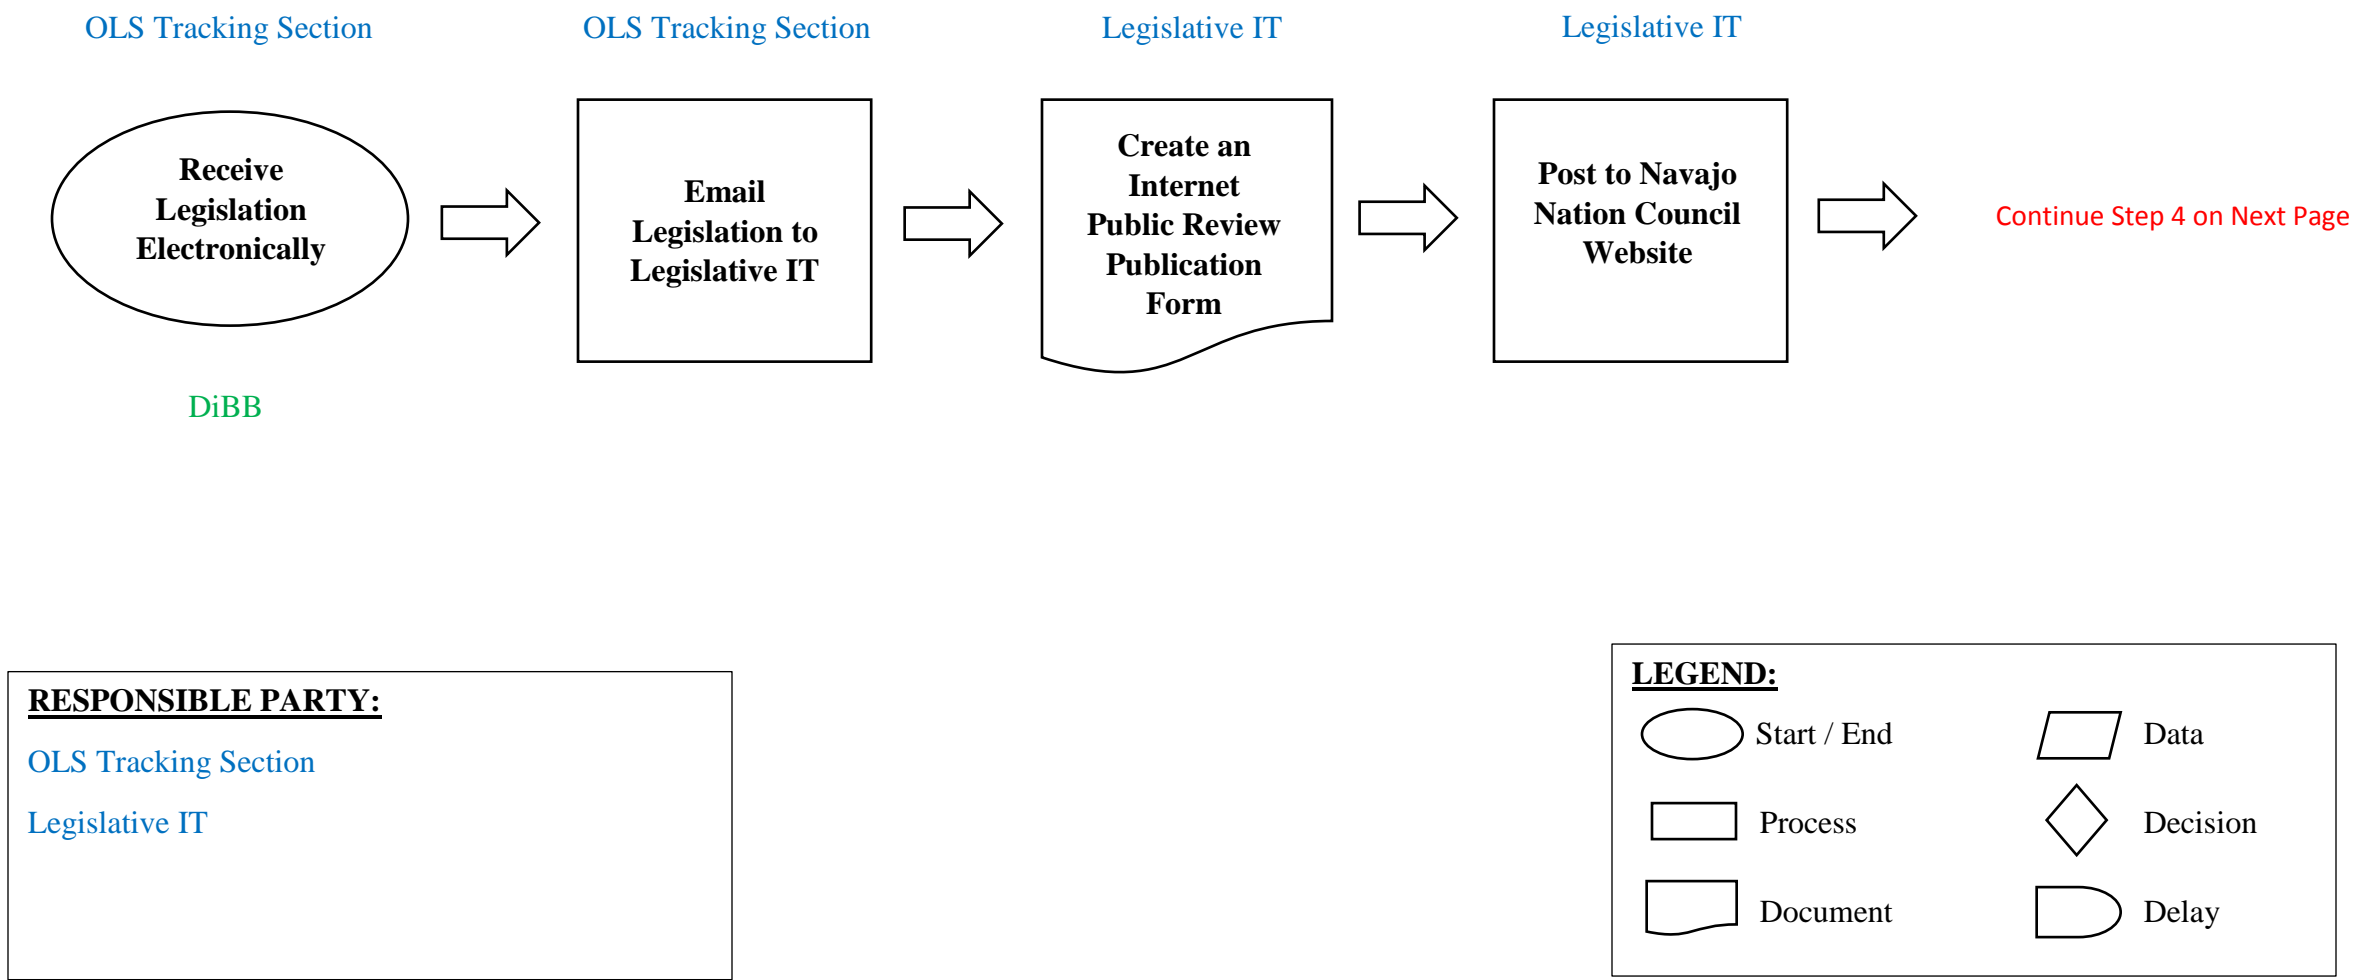 OLS Tracking Section
OLS Tracking Section
Legislative IT
Legislative IT
Receive
Legislation
Electronically
Email
Legislation to
Legislative IT
Create an
Internet
Public Review
Publication
Form
Post to Navajo
Nation Council
Website
Continue Step 4 on Next Page
DiBB
RESPONSIBLE PARTY:
OLS Tracking Section
Legislative IT
LEGEND:
Start / End
Data
Process
Decision
Document
Delay